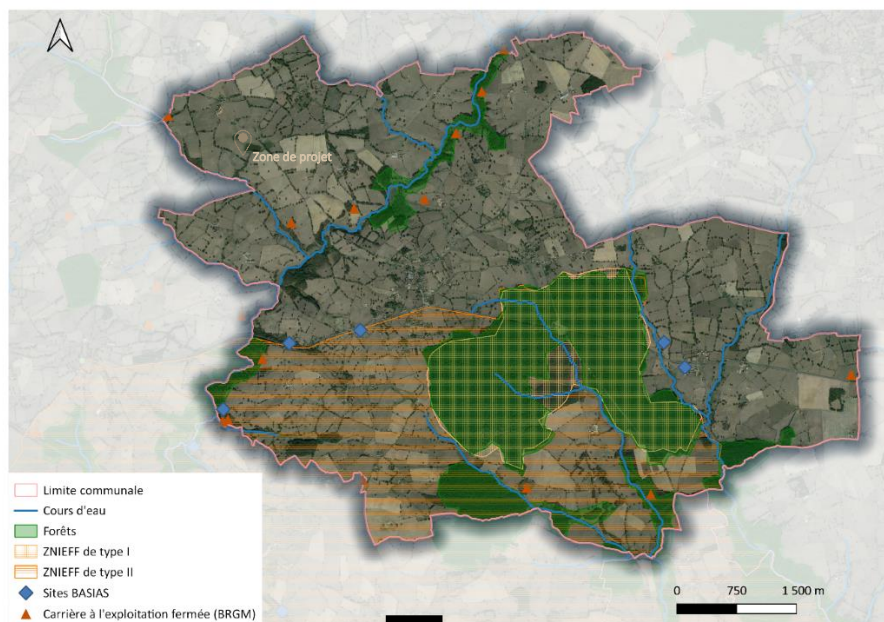 Zone de projet
Limite communale
Cours d'eau
Forêts
ZNIEFF de type I
ZNIEFF de type II
Sites BASIAS
Carrière à l'exploitation fermée (BRGM)
0 750 1 500 m